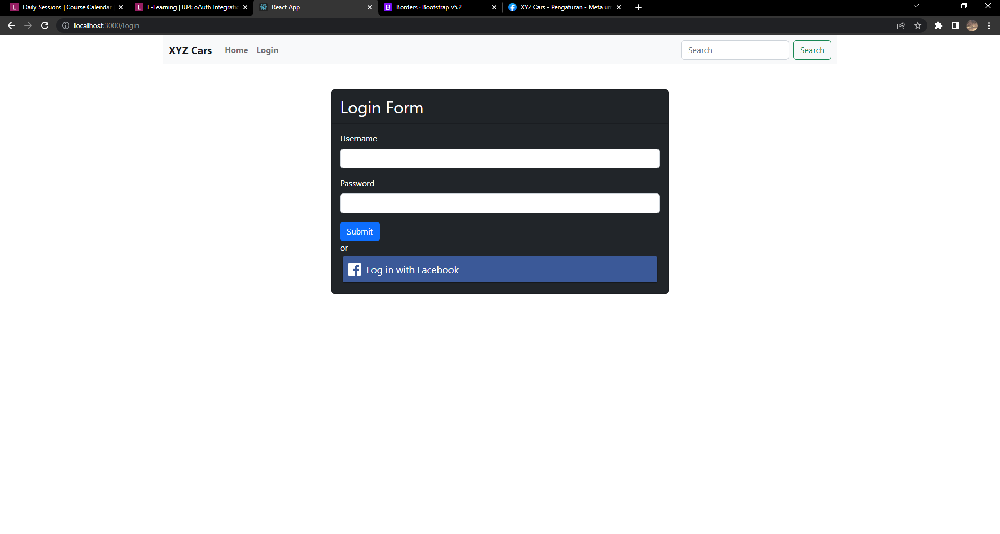 Daily Sessions | Course Calendar
E-Learning | IU4: oAuth Integratio
React App
Borders · Bootstrap v5.2
XYZ Cars - Pengaturan - Meta un
localhost:3000/login
XYZ Cars
Home
Login
Search
Search
Login Form
Username
Password
Submit
or
Log in with Facebook